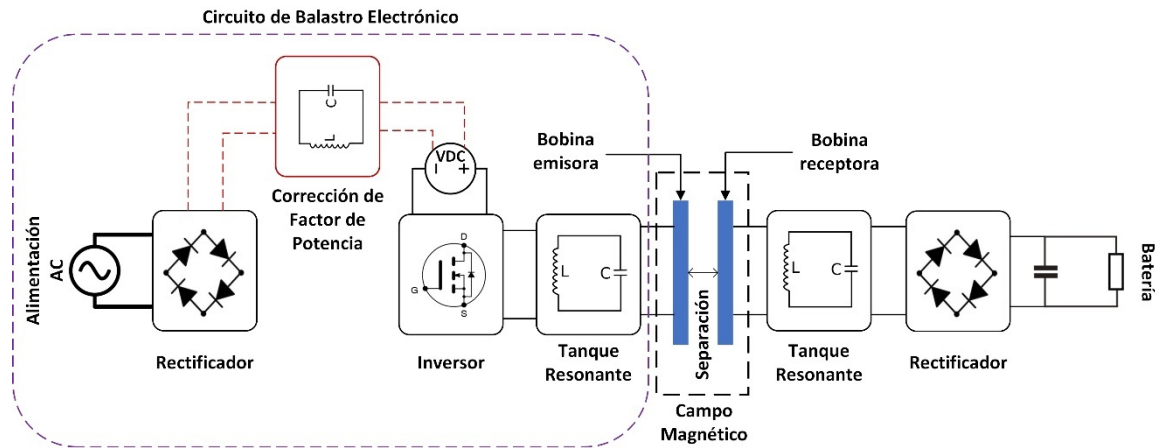 Circuito de Balastro Electrónico
Alimentación
AC
Rectificador
C
L
Corrección de
Factor de
Potencia
VDC
- +
D
G
S
Inversor
L C
Tanque
Resonante
Bobina
emisora
Bobina
receptora
Separación
Campo
Magnético
L C
Tanque
Resonante
Rectificador
Batería